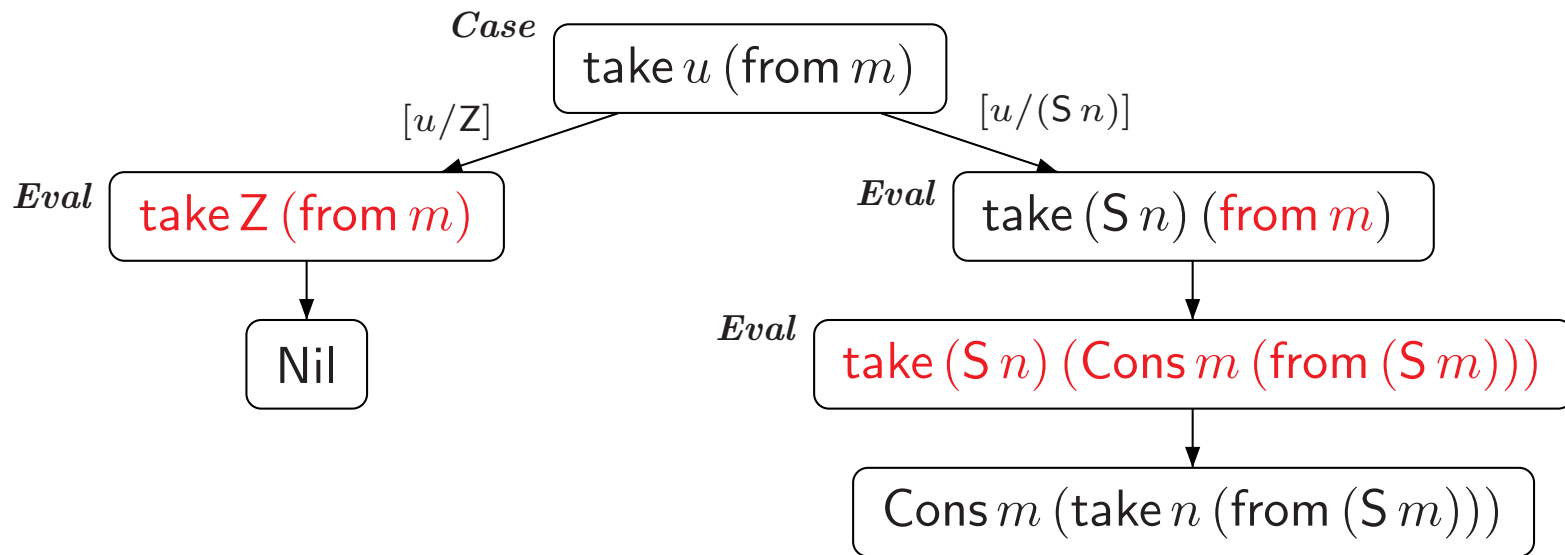 Case
take u (from m)
[u/Z]
[u/(S n)]
Eval
take Z (from m)
Eval
take (S n) (from m)
Nil
Eval
take (S n) (Cons m (from (S m)))
Cons m (take n (from (S m)))